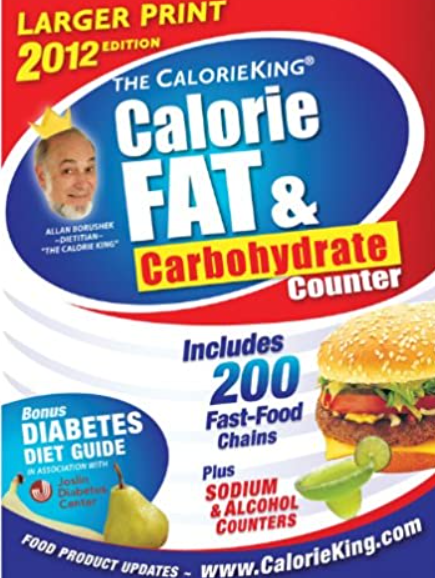 LARGER PRINT
2012 EDITION
THE CALORIEKING®
Calorie
FAT &
Carbohydrate
Counter
ALLAN BORUSHEK
~DIETITIAN~
"THE CALORIE KING"
Includes
200
Fast-Food
Chains
Bonus
DIABETES
DIET GUIDE
IN ASSOCIATION WITH
Joslin
Diabetes
Center
Plus
SODIUM
& ALCOHOL
COUNTERS
FOOD PRODUCT UPDATES ~ www.CalorieKing.com